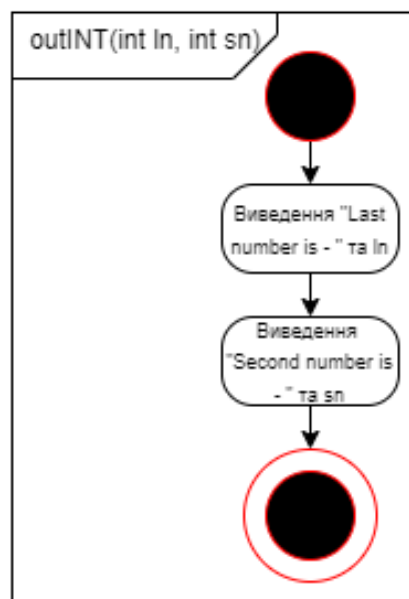 outINT(int ln, int sn)
Виведення "Last
number is - " та ln
Виведення
"Second number is
- " та sn